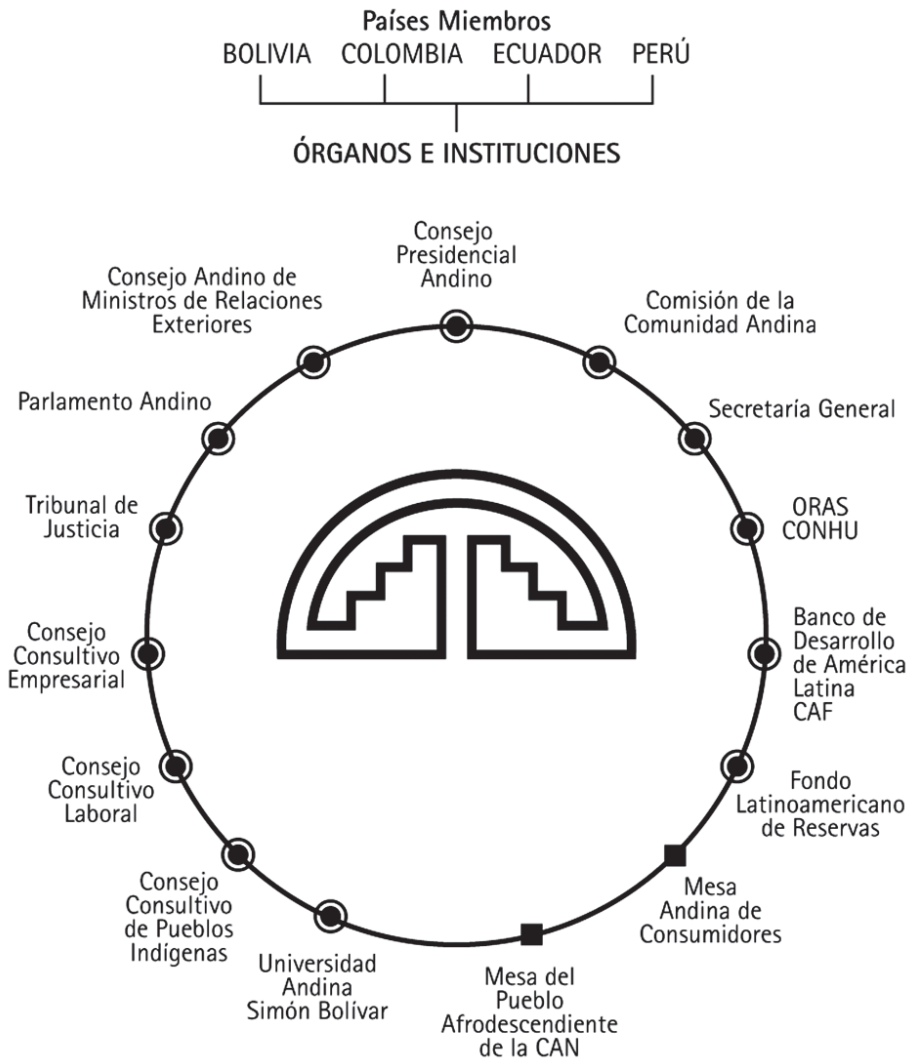 Países Miembros
BOLIVIA COLOMBIA ECUADOR PERÚ
ÓRGANOS E INSTITUCIONES
Consejo
Presidencial
Andino
Consejo Andino de
Ministros de Relaciones
Exteriores
Comisión de la
Comunidad Andina
Parlamento Andino
Secretaría General
Tribunal de
Justicia
ORAS
CONHU
Consejo
Consultivo
Empresarial
Banco de
Desarrollo
de América
Latina
CAF
Consejo
Consultivo
Laboral
Fondo
Latinoamericano
de Reservas
Consejo
Consultivo
de Pueblos
Indígenas
Mesa
Andina de
Consumidores
Universidad
Andina
Simón Bolívar
Mesa del
Pueblo
Afrodescendiente
de la CAN